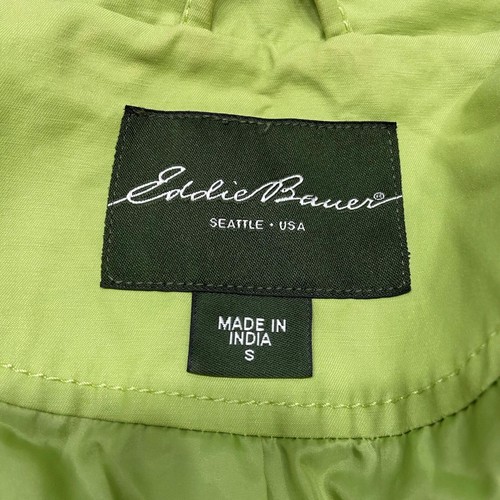 Eddie Bauer®
SEATTLE · USA
MADE IN
INDIA
S